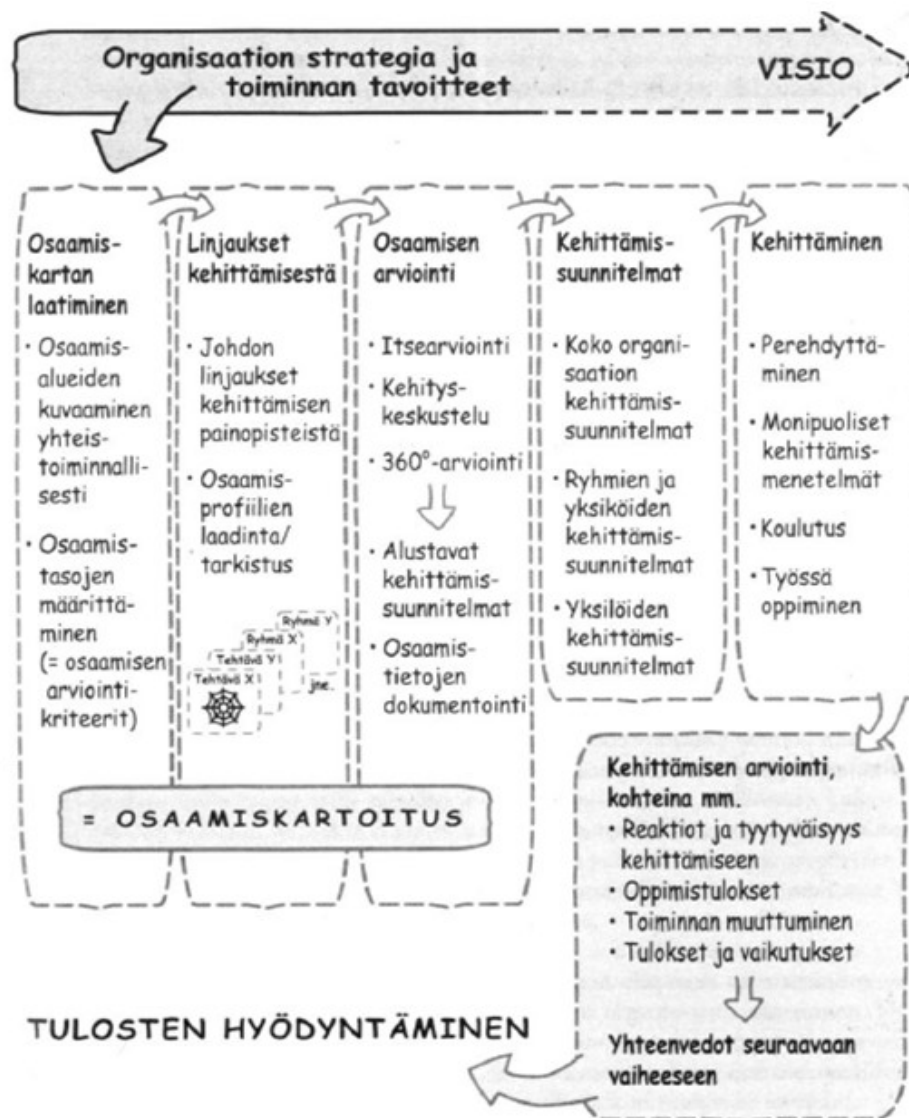 Organisaation strategia ja
toiminnan tavoitteet
VISIO
Osaamis-
kartan
laatiminen
• Osaamis-
alueiden
kuvaaminen
yhteis-
toiminnalli-
sesti
• Osaamis-
tasojen
määrittä-
minen
(= osaamisen
arviointi-
kriteerit)
Linjaukset
kehittämisestä
• Johdon
linjaukset
kehittämisen
painopisteistä
• Osaamis-
profiilien
laadinta/
tarkistus
Ryhmä Y
Ryhmä X
Tehtävä Y
Tehtävä X
jne.
Osaamisen
arviointi
• Itsearviointi
• Kehitys-
keskustelu
• 360°-arviointi
• Alustavat
kehittämis-
suunnitelmat
• Osaamis-
tietojen
dokumentointi
Kehittämis-
suunnitelmat
• Koko organi-
saation
kehittämis-
suunnitelmat
• Ryhmien ja
yksiköiden
kehittämis-
suunnitelmat
• Yksilöiden
kehittämis-
suunnitelmat
Kehittäminen
• Perehdyttä-
minen
• Monipuoliset
kehittämis-
menetelmät
• Koulutus
• Työssä
oppiminen
= OSAAMISKARTOITUS
Kehittämisen arviointi,
kohteina mm.
• Reaktiot ja tyytyväisyys
kehittämiseen
• Oppimistulokset
• Toiminnan muuttuminen
• Tulokset ja vaikutukset
Yhteenvedot seuraavaan
vaiheeseen
TULOSTEN HYÖDYNTÄMINEN